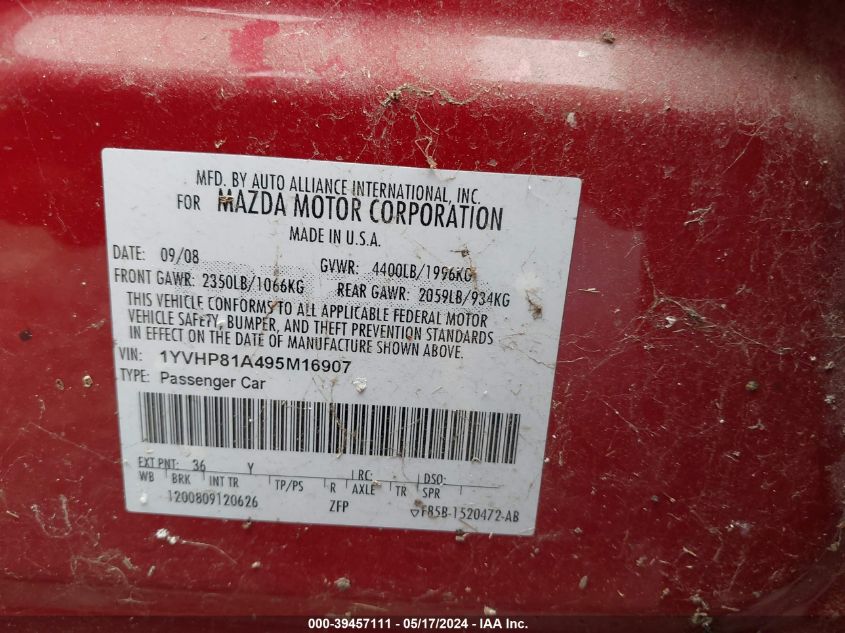 MFD. BY AUTO ALLIANCE INTERNATIONAL, INC.
FOR MAZDA MOTOR CORPORATION
MADE IN U.S.A.
DATE: 09/08 GVWR: 4400LB/1996KG
FRONT GAWR: 2350LB/1066KG REAR GAWR: 2059LB/934KG
THIS VEHICLE CONFORMS TO ALL APPLICABLE FEDERAL MOTOR
VEHICLE SAFETY, BUMPER, AND THEFT PREVENTION STANDARDS
IN EFFECT ON THE DATE OF MANUFACTURE SHOWN ABOVE.
VIN: 1YVHP81A495M16907
TYPE: Passenger Car
EXT PNT: 36 Y RC: DSO:
WB BRK INT TR TP/PS R AXLE TR SPR
1200809120626 ZFP ▽F85B-1520472-AB
000-39457111 - 05/17/2024 - IAA Inc.